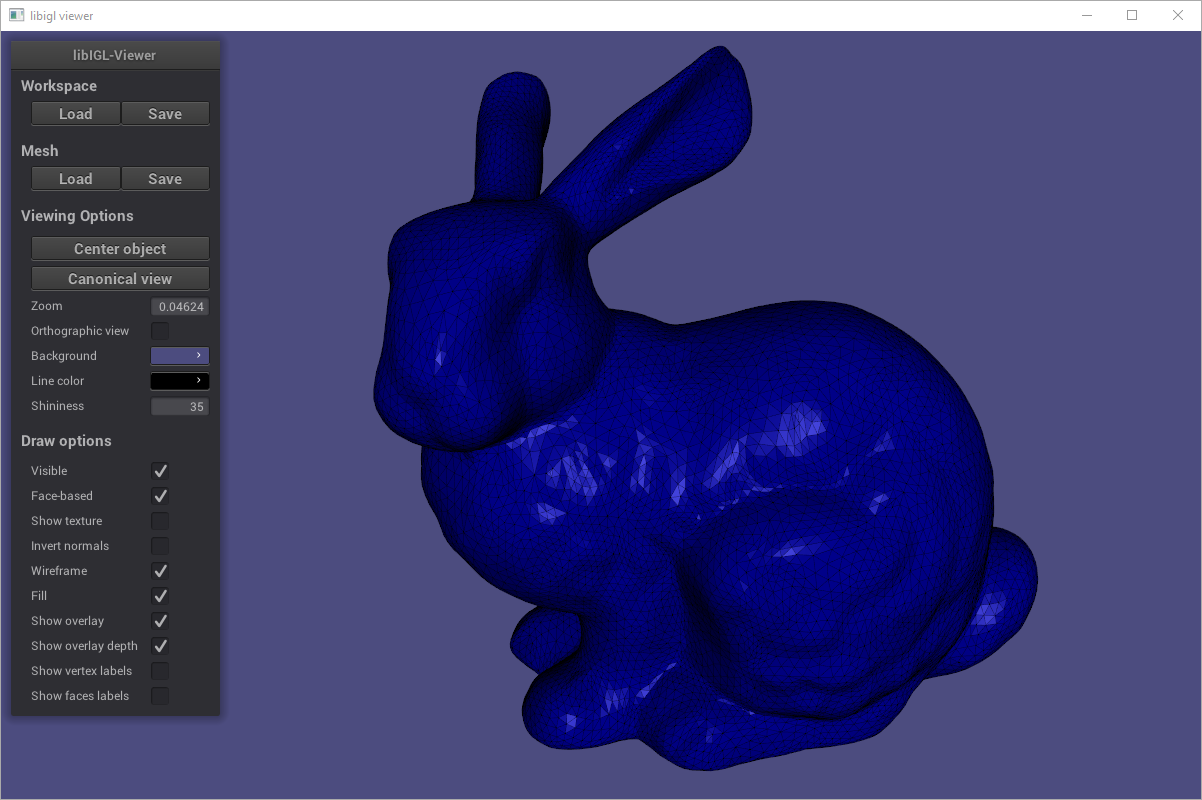 libigl viewer
libIGL-Viewer
Workspace
Load Save
Mesh
Load Save
Viewing Options
Center object
Canonical view
Zoom 0.04624
Orthographic view
Background
Line color
Shininess 35
Draw options
Visible
Face-based
Show texture
Invert normals
Wireframe
Fill
Show overlay
Show overlay depth
Show vertex labels
Show faces labels